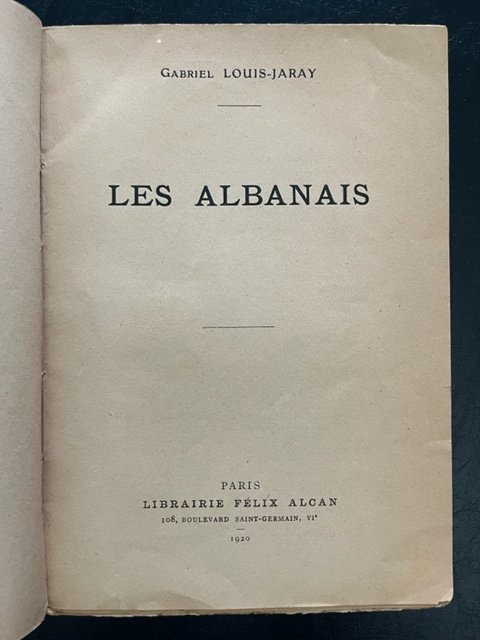 Gabriel LOUIS-JARAY
LES ALBANAIS
PARIS
LIBRAIRIE FÉLIX ALCAN
108, BOULEVARD SAINT-GERMAIN, VIᵉ
1920